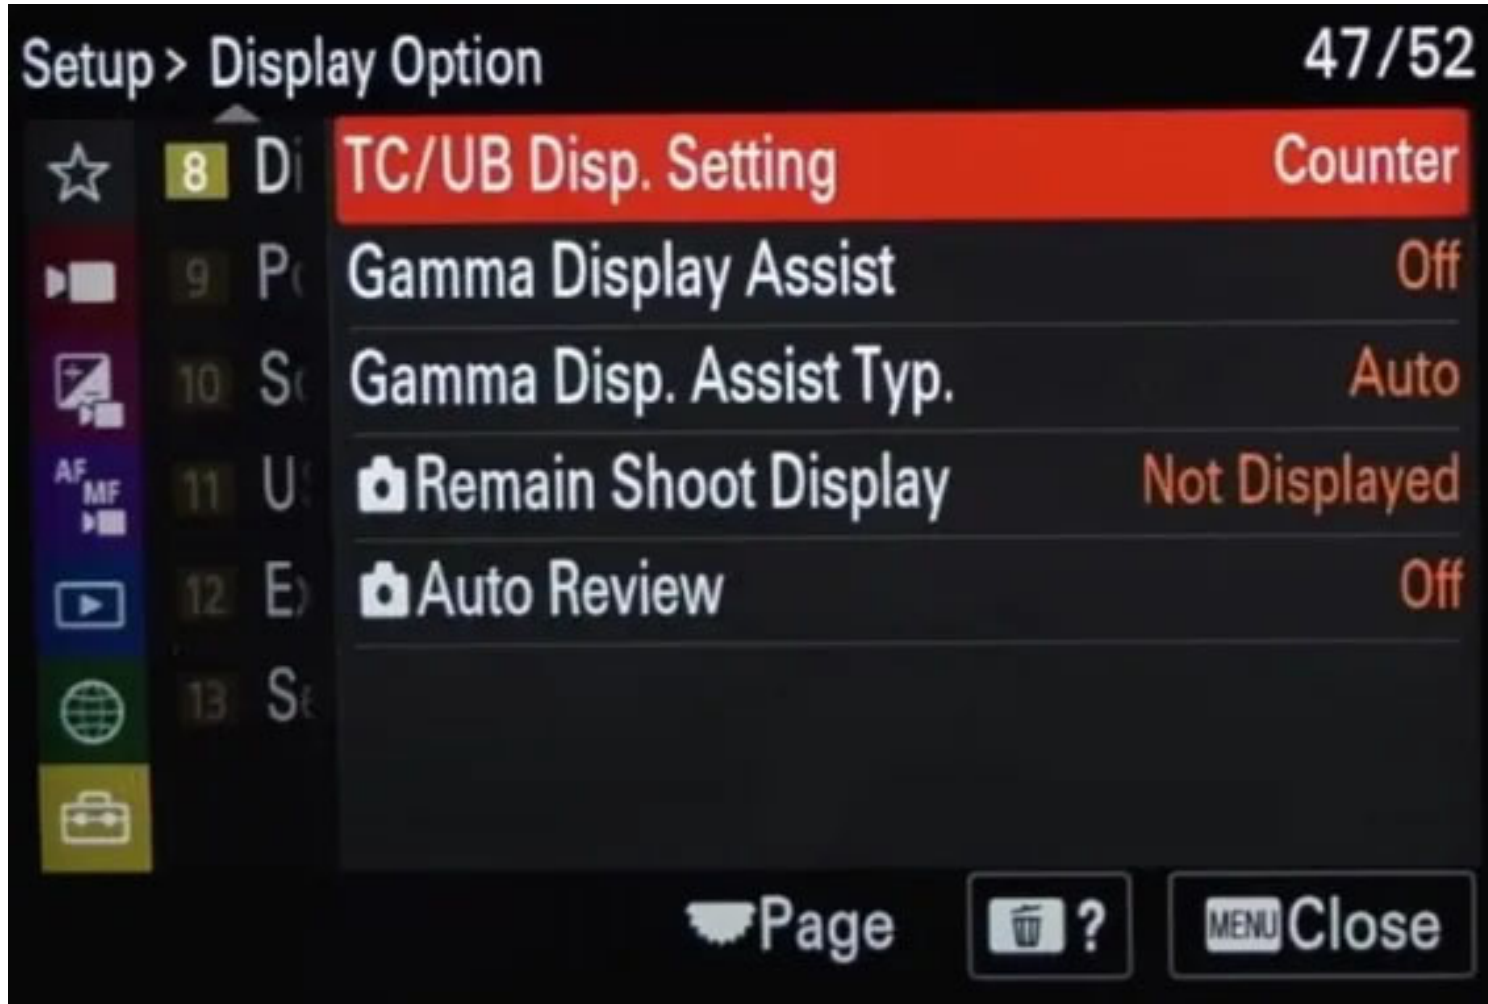 Setup> Display Option
47/52
8 Di
9
10
11
12
13
TC/UB Disp. Setting Counter
Gamma Display Assist Off
Gamma Disp. Assist Typ. Auto
Remain Shoot Display Not Displayed
Auto Review Off
AF
MF
Page
?
MENU Close